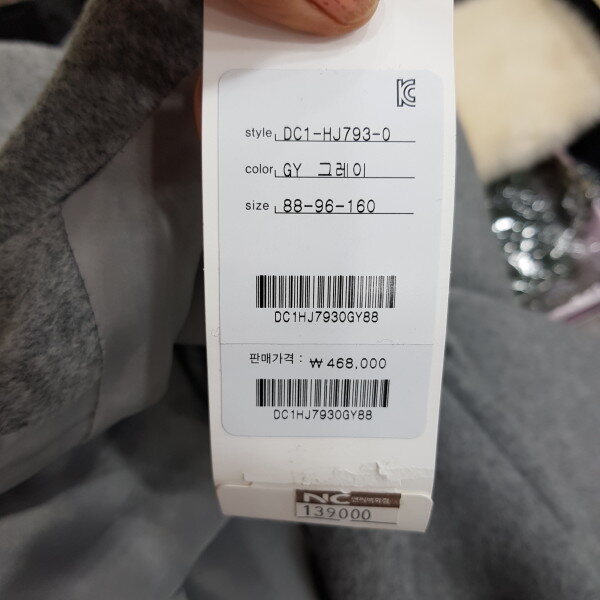 style DC1-HJ793-0
color GY 그레이
size 88-96-160
DC1HJ7930GY88
판매가격 : ₩ 468,000
DC1HJ7930GY88
NC
139000